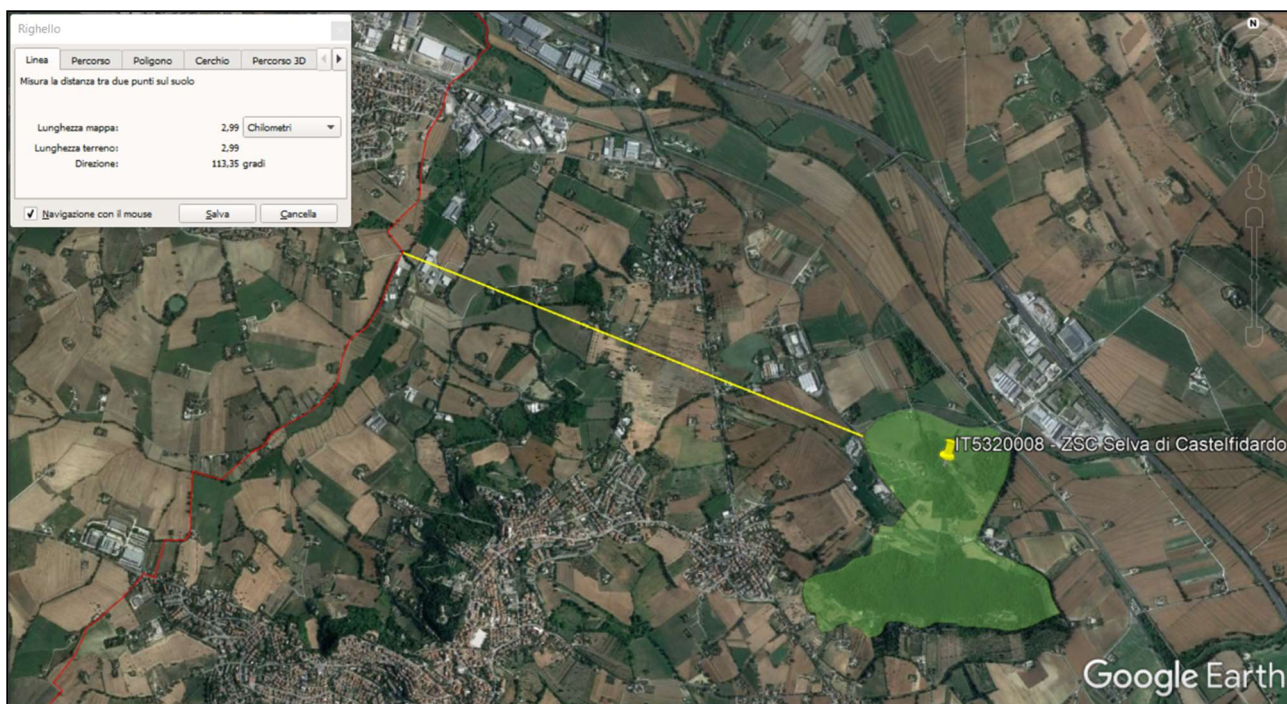 Righello
Linea Percorso Poligono Cerchio Percorso 3D
Misura la distanza tra due punti sul suolo
Lunghezza mappa: 2,99 Chilometri
Lunghezza terreno: 2,99
Direzione: 113,35 gradi
Navigazione con il mouse Salva Cancella
N
IT5320008 - ZSC Selva di Castelfidardo
Google Earth